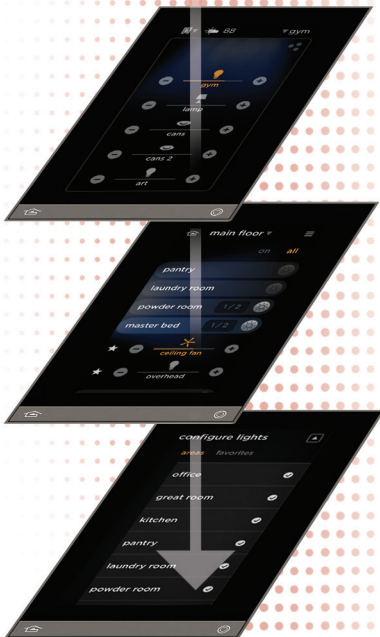 88 gym
gym
lamp
cans
cans 2
art
main floor
on all
pantry
laundry room
powder room 1/2
master bed 1/2
ceiling fan
overhead
configure lights
areas favorites
office
great room
kitchen
pantry
laundry room
powder room